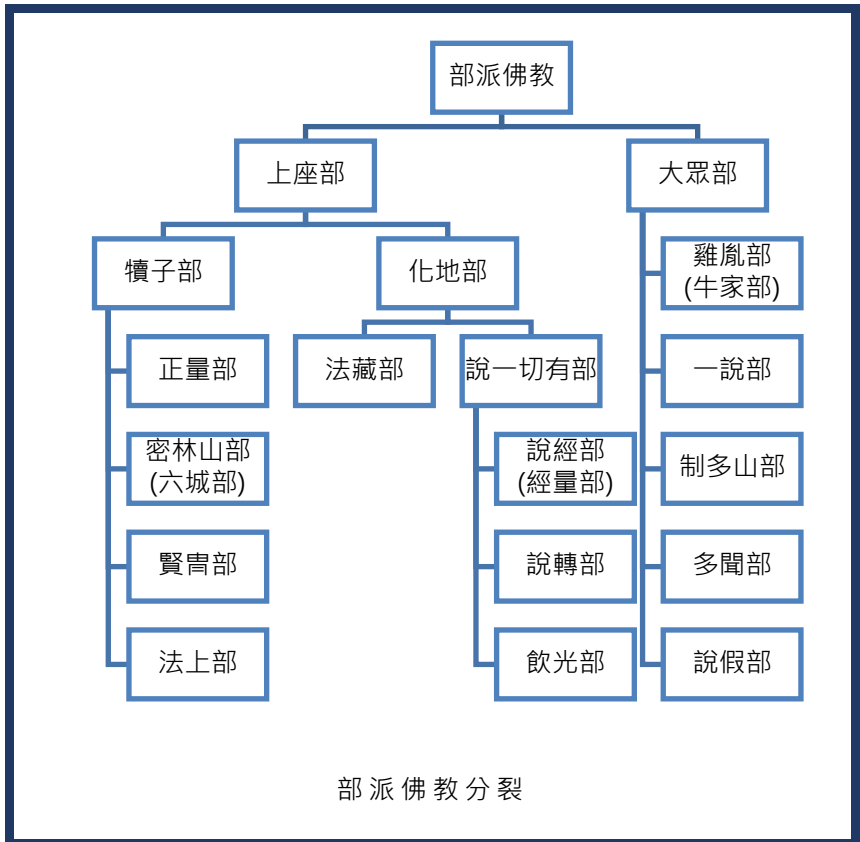 部派佛教
上座部
大眾部
犢子部
化地部
雞胤部
(牛家部)
正量部
法藏部
說一切有部
一說部
密林山部
(六城部)
說經部
(經量部)
制多山部
賢冑部
說轉部
多聞部
法上部
飲光部
說假部
部派佛教分裂